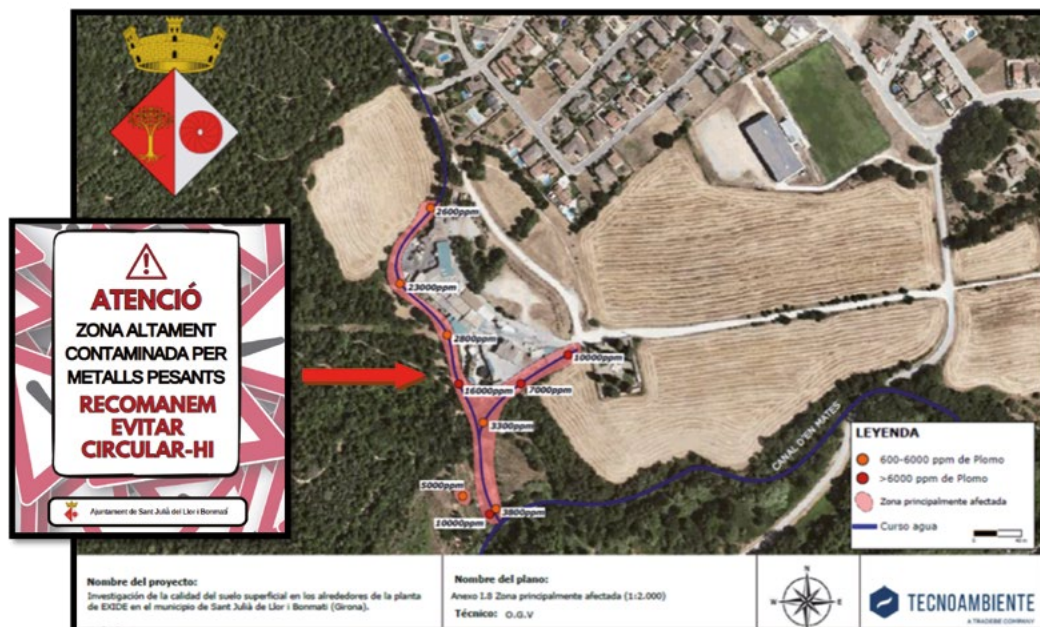 ATENCIÓ
ZONA ALTAMENT
CONTAMINADA PER
METALLS PESANTS
RECOMANEM
EVITAR
CIRCULAR-HI
Ajuntament de Sant Julià del Llor i Bonmatí
2600ppm
23000ppm
2800ppm
10000ppm
16000ppm
7000ppm
3300ppm
5000ppm
3800ppm
10000ppm
CANAL D'EN MATES
LEYENDA
600-6000 ppm de Plomo
>6000 ppm de Plomo
Zona principalmente afectada
Curso agua
Nombre del proyecto:
Investigación de la calidad del suelo superficial en los alrededores de la planta
de EXIDE en el municipio de Sant Julià de Llor i Bonmatí (Girona).
Nombre del plano:
Anexo I.8 Zona principalmente afectada (1:2.000)
Técnico: O.G.V
N
W
E
S
TECNOAMBIENTE
A TRADEBE COMPANY